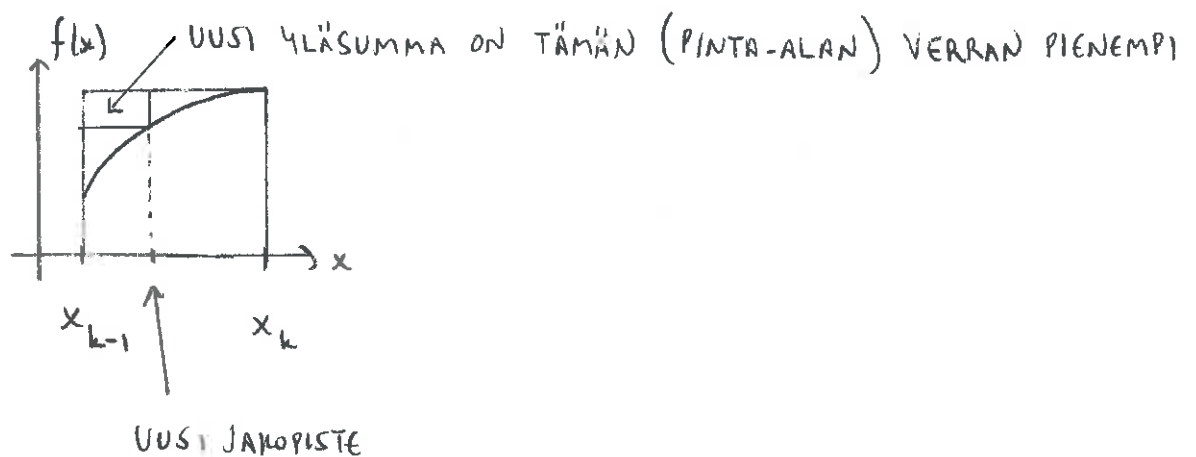 f(x)
UUSI YLÄSUMMA ON TÄMÄN (PINTA-ALAN) VERRAN PIENEMPI
x
x_{k-1}
x_k
UUSI JAKOPISTE